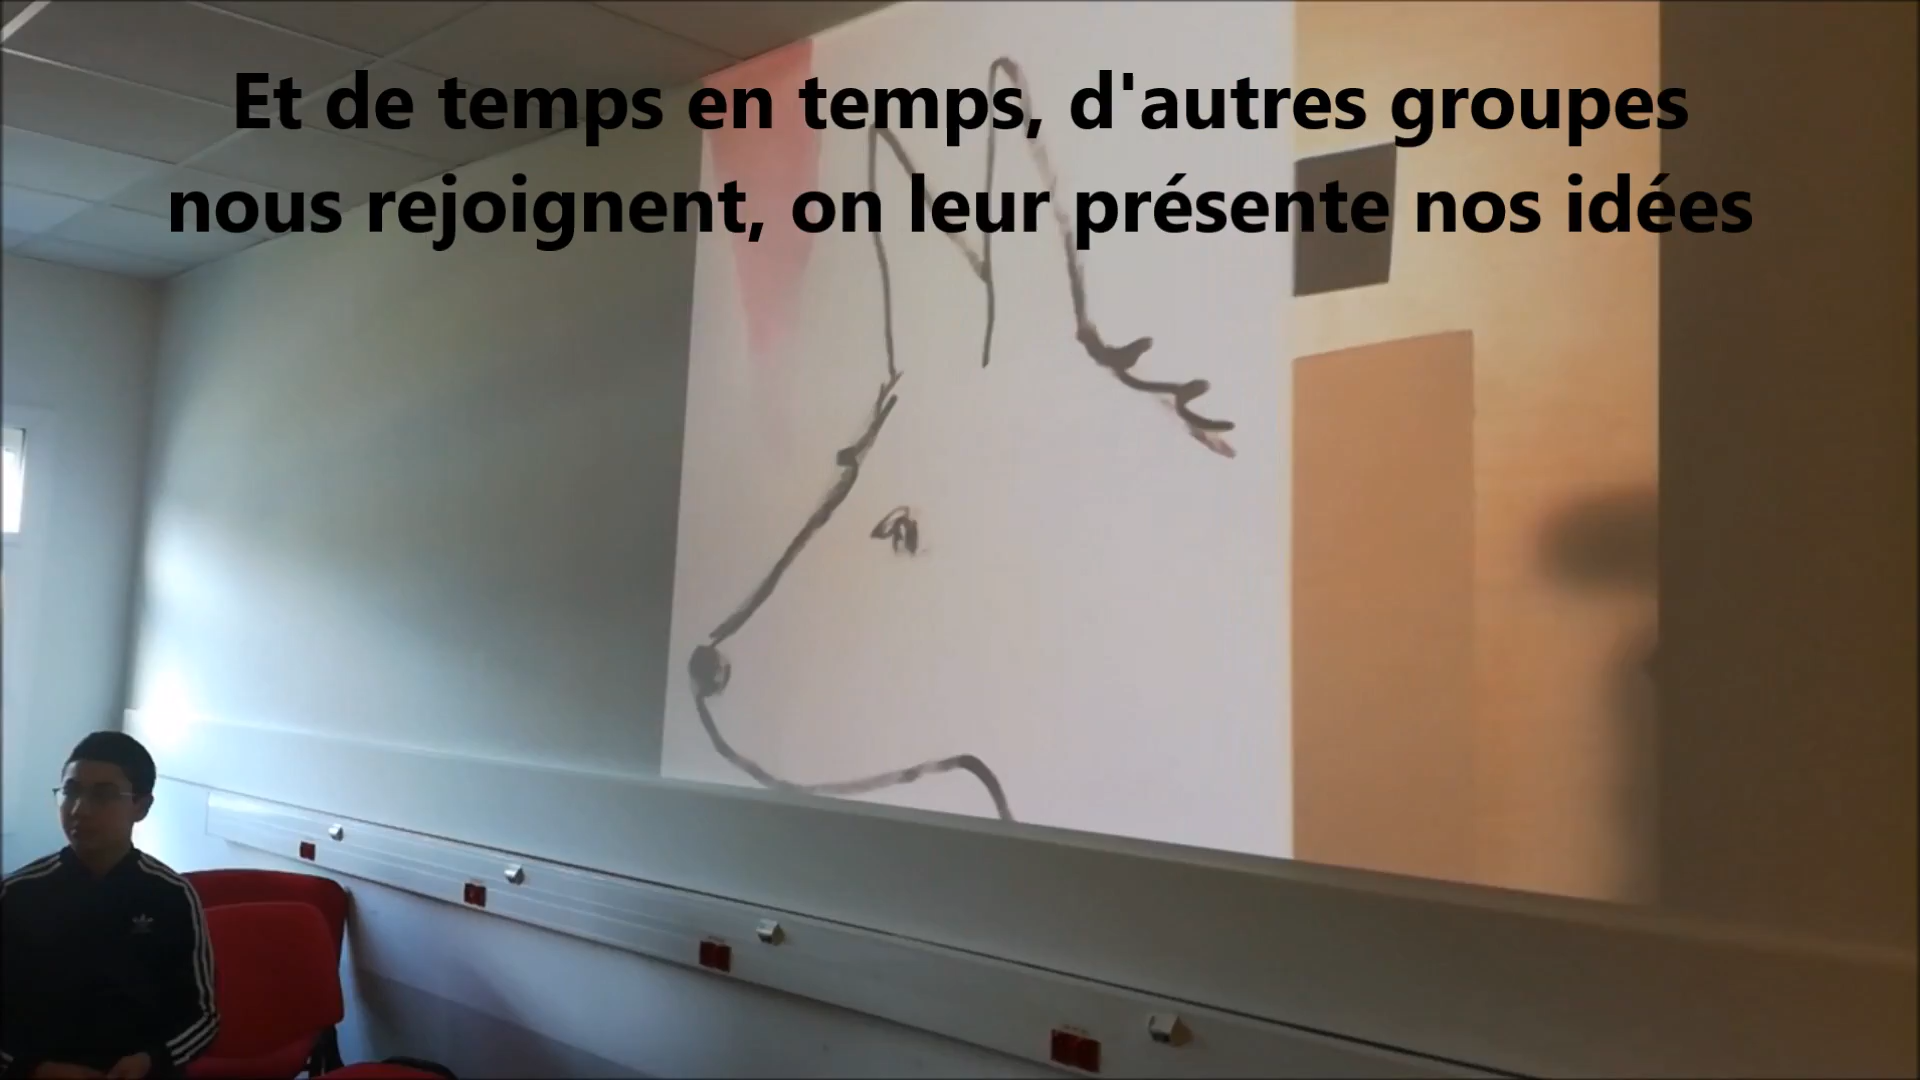 Et de temps en temps, d'autres groupes
nous rejoignent, on leur présente nos idées